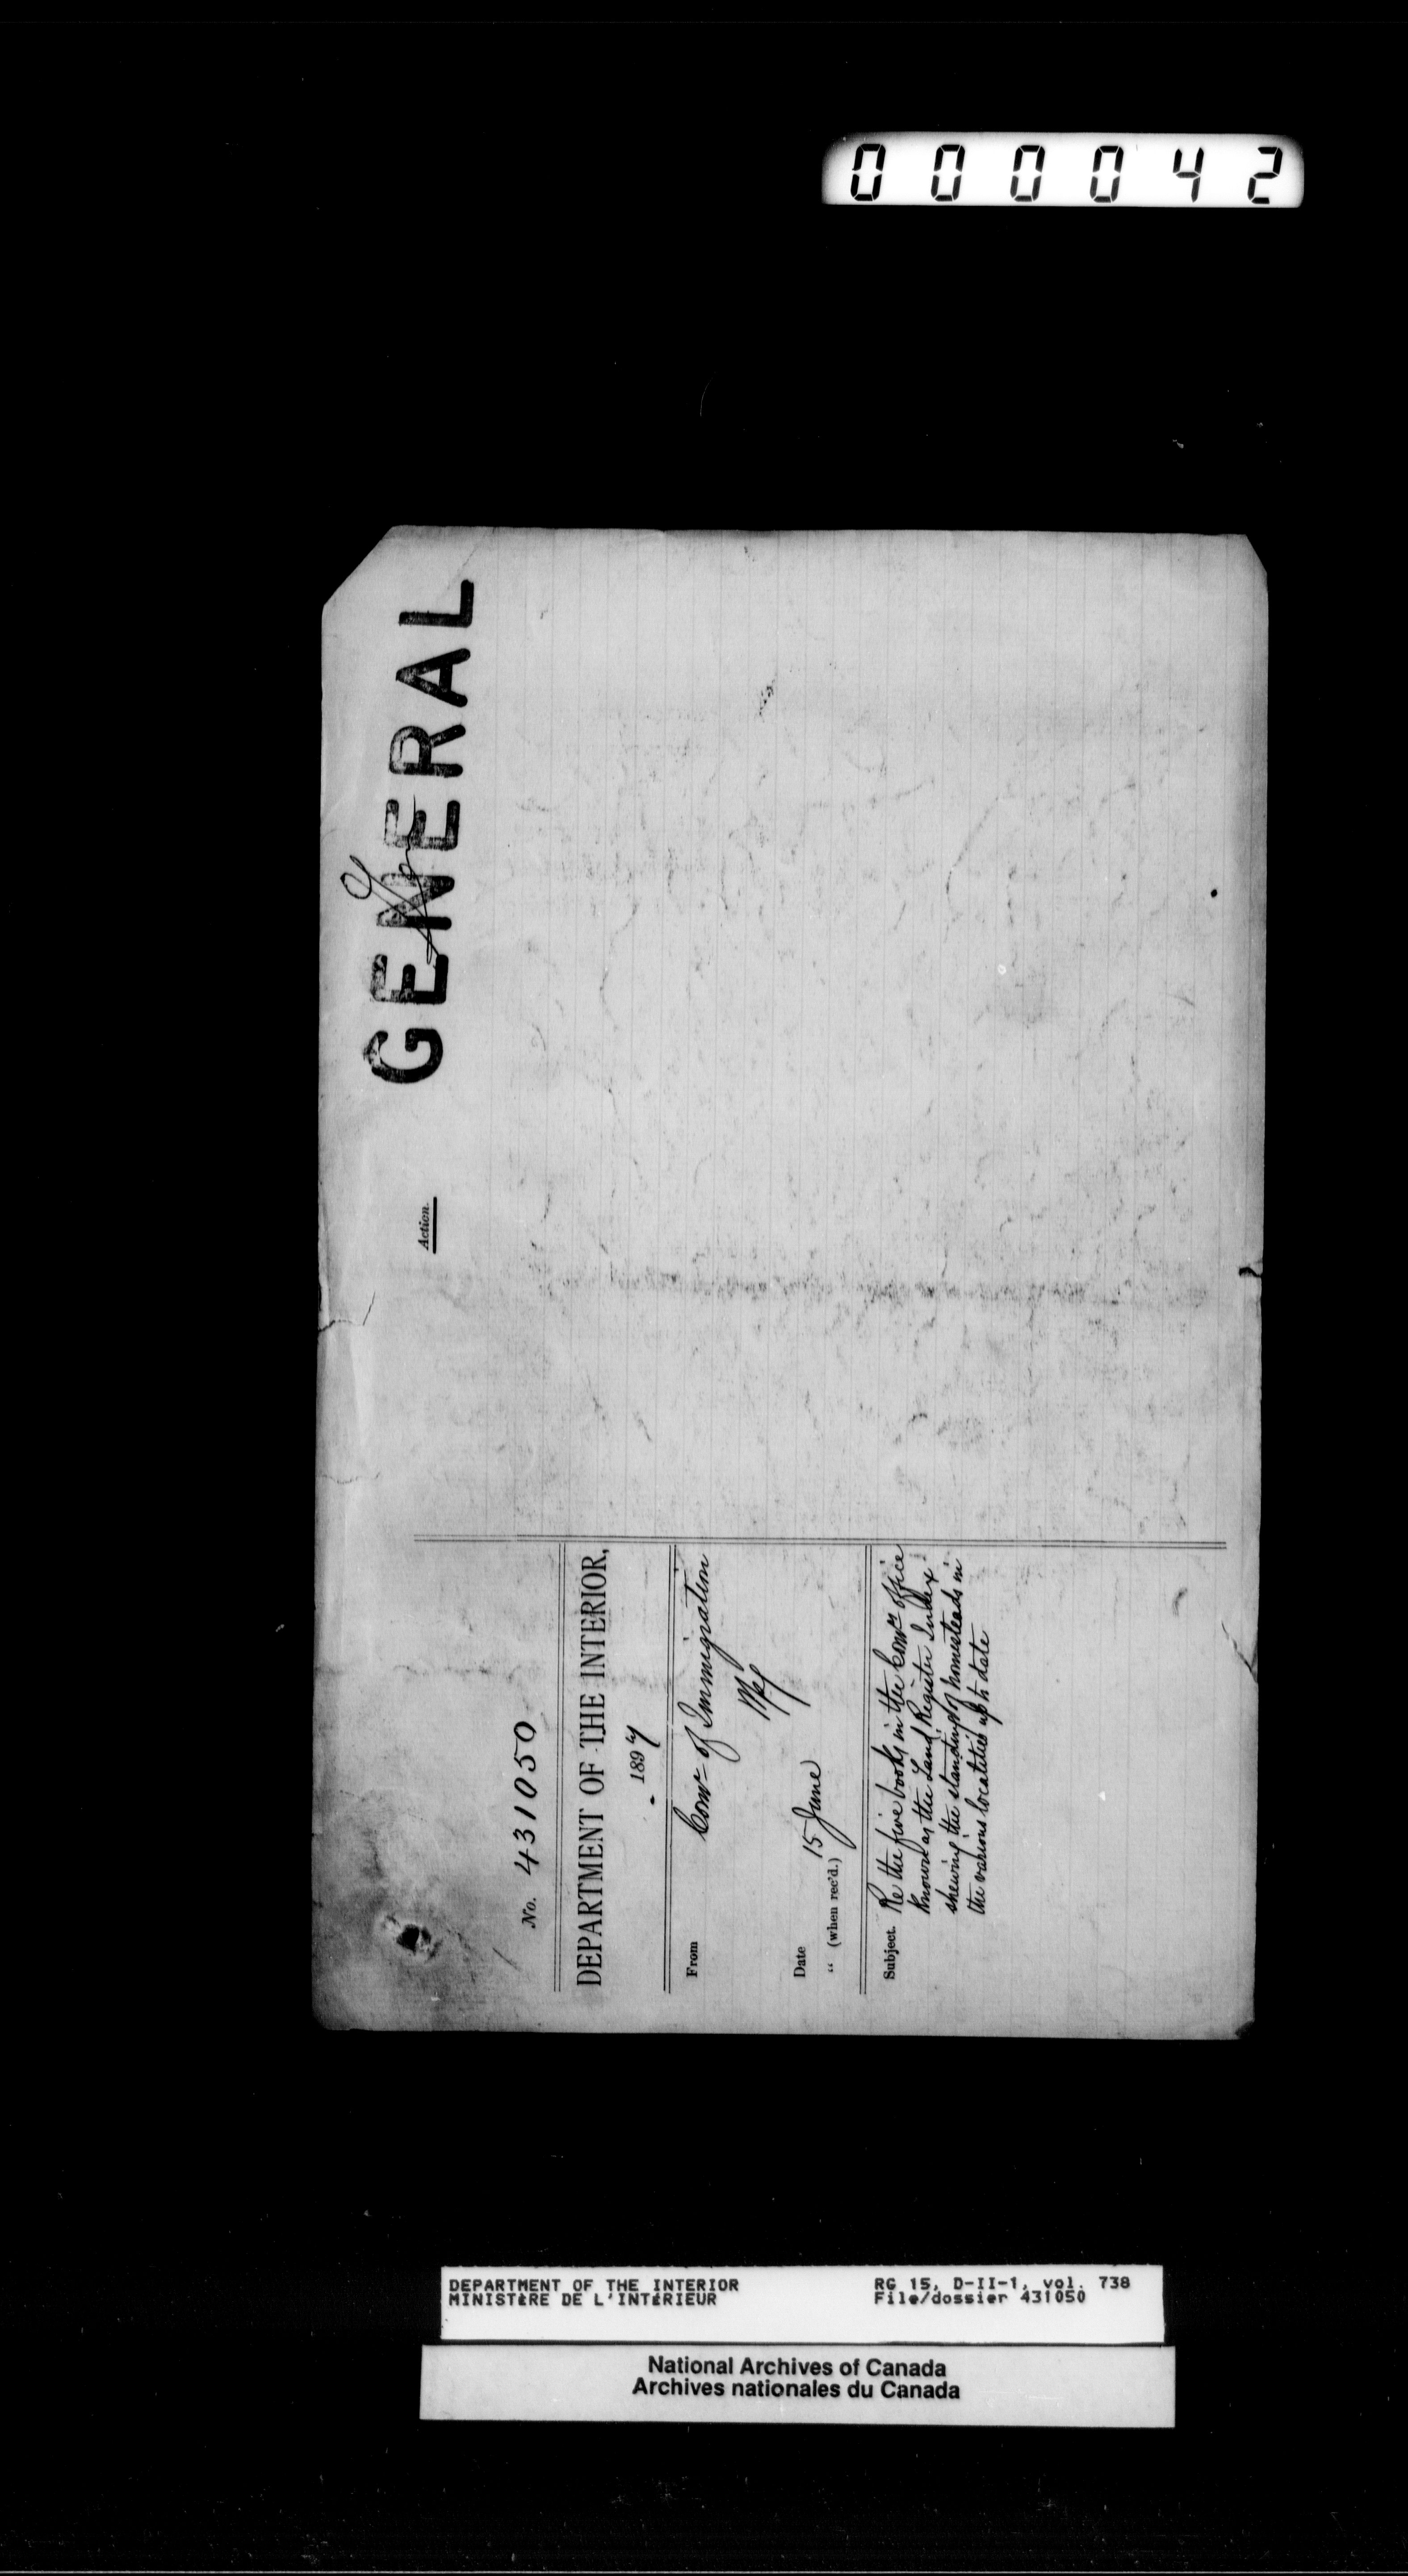 000042
GENERAL
Action.
No. 431050
DEPARTMENT OF THE INTERIOR,
1897
From Comr of Immigration
Wpg
Date 15 June
" (when rec'd.)
Subject. Re the five books in the Comrs office
known as the Land Register Index
shewing the standing of homesteads in
the various localities up to date
DEPARTMENT OF THE INTERIOR
MINISTÈRE DE L'INTÉRIEUR
RG 15, D-II-1, vol. 738
File/dossier 431050
National Archives of Canada
Archives nationales du Canada